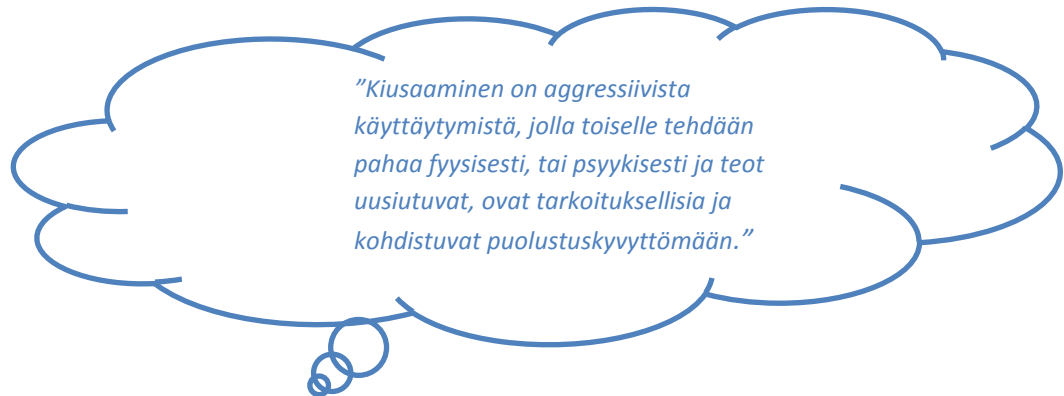 ”Kiusaaminen on aggressiivista
käyttäytymistä, jolla toiselle tehdään
pahaa fyysisesti, tai psyykisesti ja teot
uusiutuvat, ovat tarkoituksellisia ja
kohdistuvat puolustuskyvyttömään.”